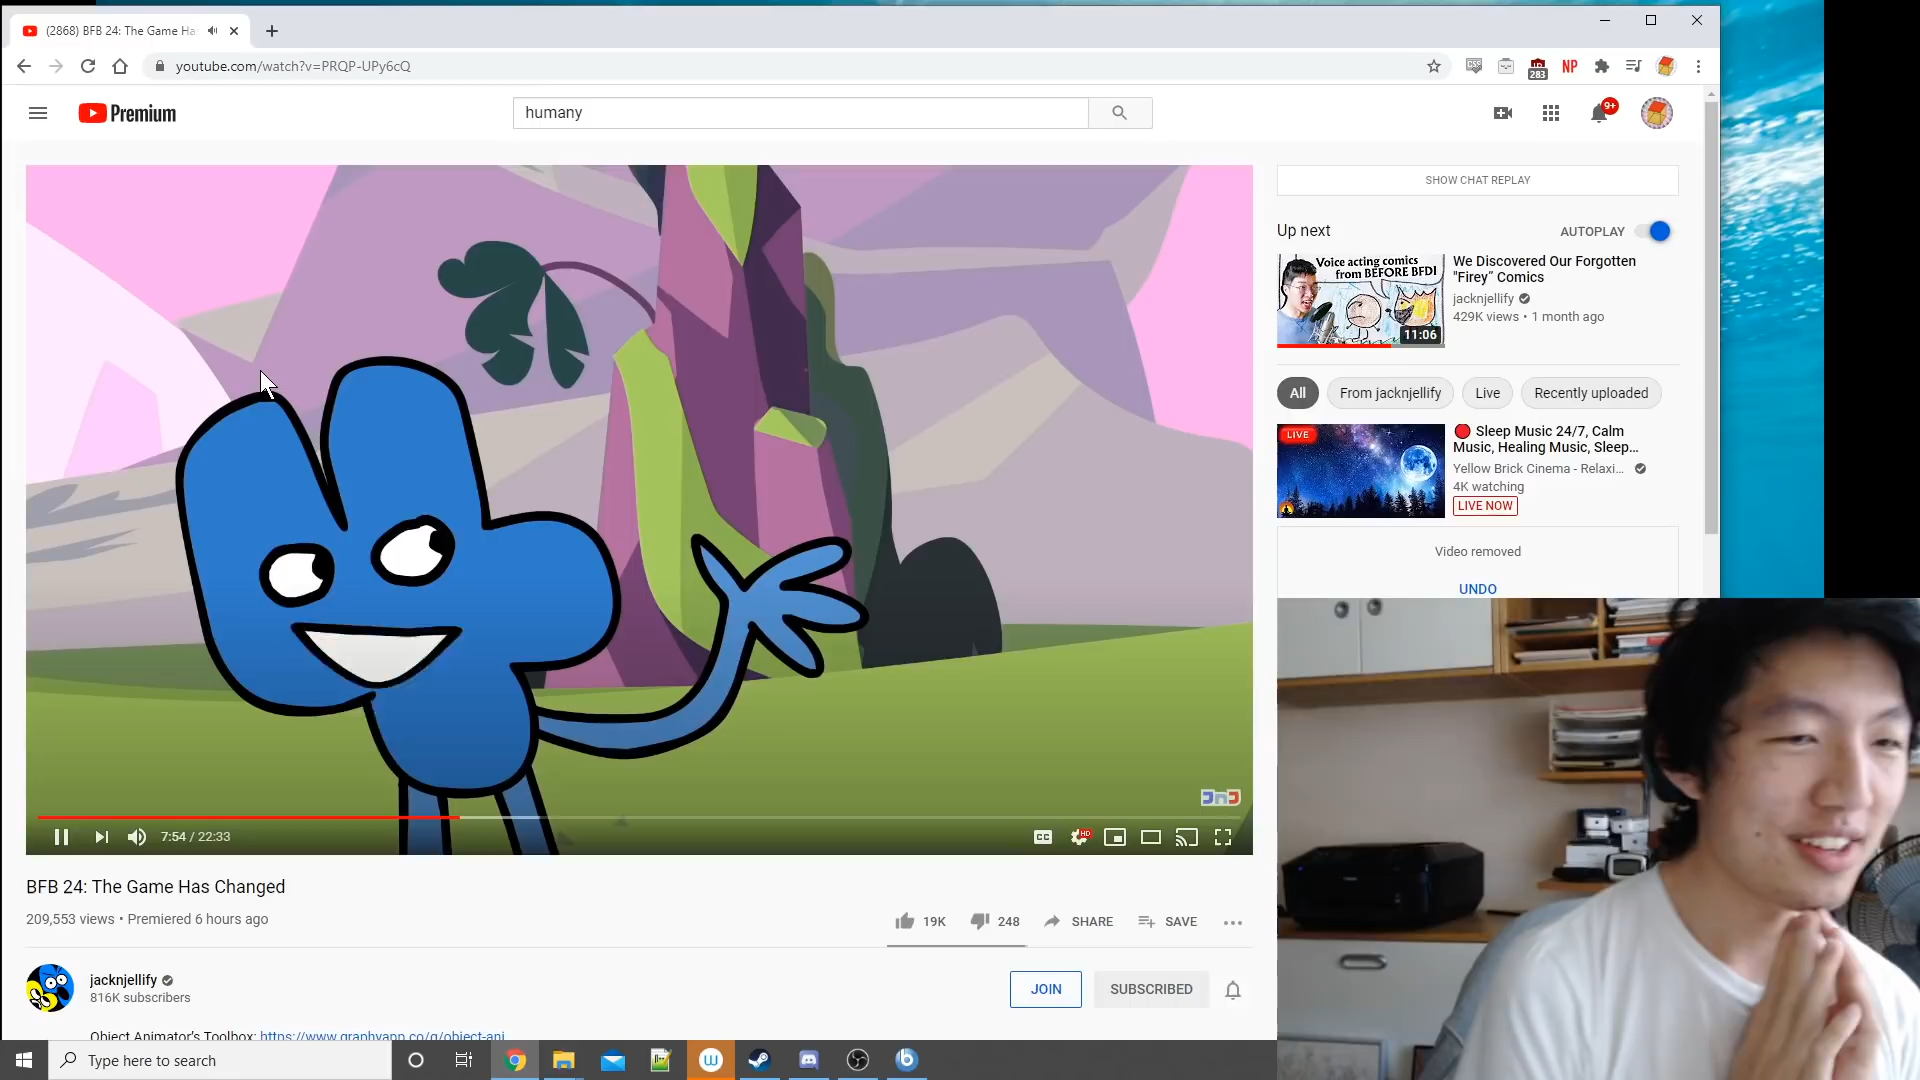 (2868) BFB 24: The Game Ha
youtube.com/watch?v=PRQP-UPy6cQ
283
NP
Premium
humany
9+
SHOW CHAT REPLAY
Up next
AUTOPLAY
Voice acting comics
from BEFORE BFDI
11:06
We Discovered Our Forgotten
"Firey” Comics
jacknjellify
429K views • 1 month ago
All
From jacknjellify
Live
Recently uploaded
LIVE
Sleep Music 24/7, Calm
Music, Healing Music, Sleep...
Yellow Brick Cinema - Relaxi...
4K watching
LIVE NOW
Video removed
UNDO
7:54 / 22:33
CC
HD
BFB 24: The Game Has Changed
209,553 views • Premiered 6 hours ago
19K
248
SHARE
SAVE
jacknjellify
816K subscribers
JOIN
SUBSCRIBED
Object Animator's Toolbox: https://www.graphyapp.co/g/object-ani
Type here to search